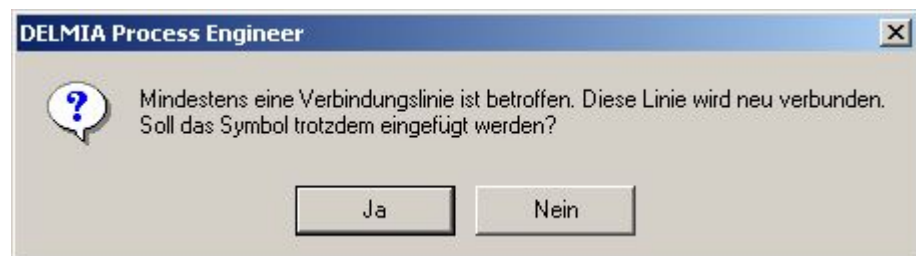 DELMIA Process Engineer
Mindestens eine Verbindungslinie ist betroffen. Diese Linie wird neu verbunden.
Soll das Symbol trotzdem eingefügt werden?
Ja
Nein